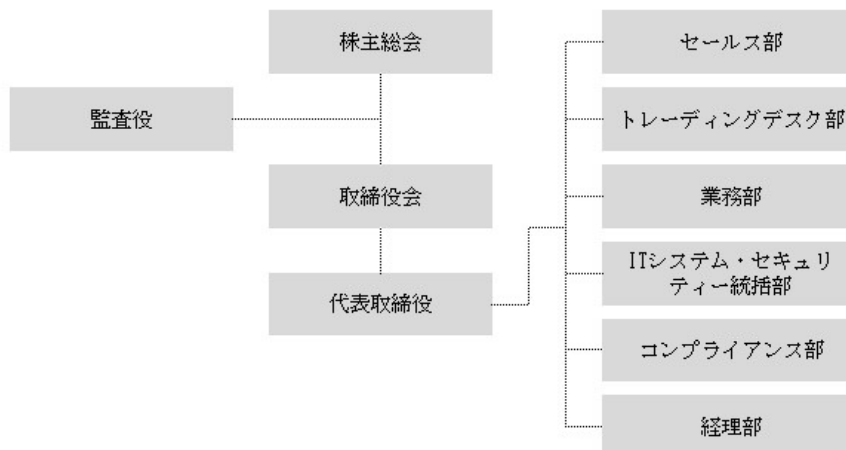 株主総会
監査役
取締役会
代表取締役
セールス部
トレーディングデスク部
業務部
ITシステム・セキュリ
ティー統括部
コンプライアンス部
経理部